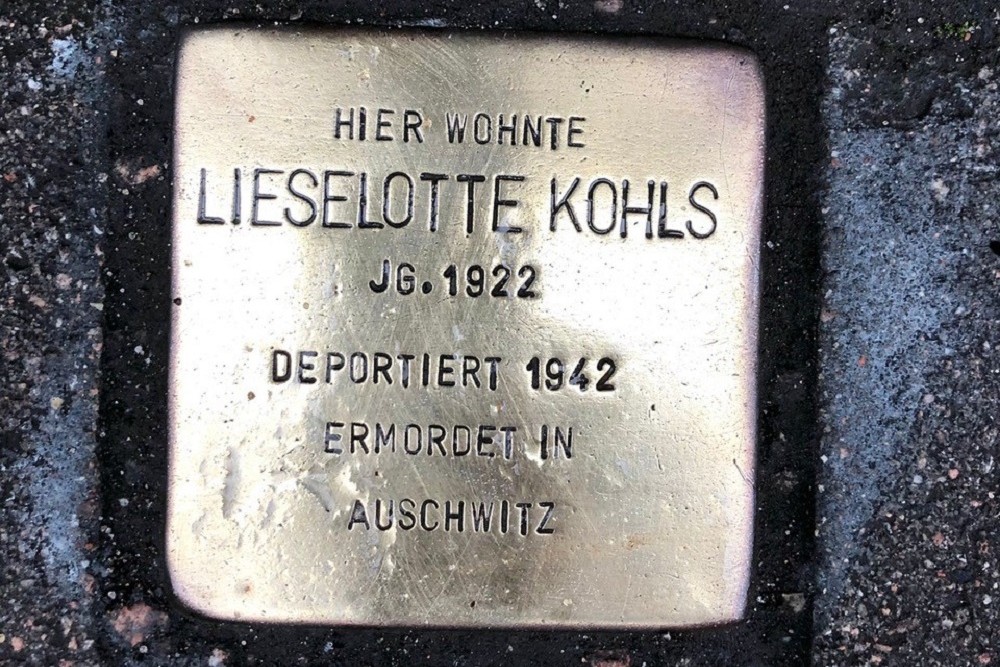 HIER WOHNTE
LIESELOTTE KOHLS
JG. 1922
DEPORTIERT 1942
ERMORDET IN
AUSCHWITZ